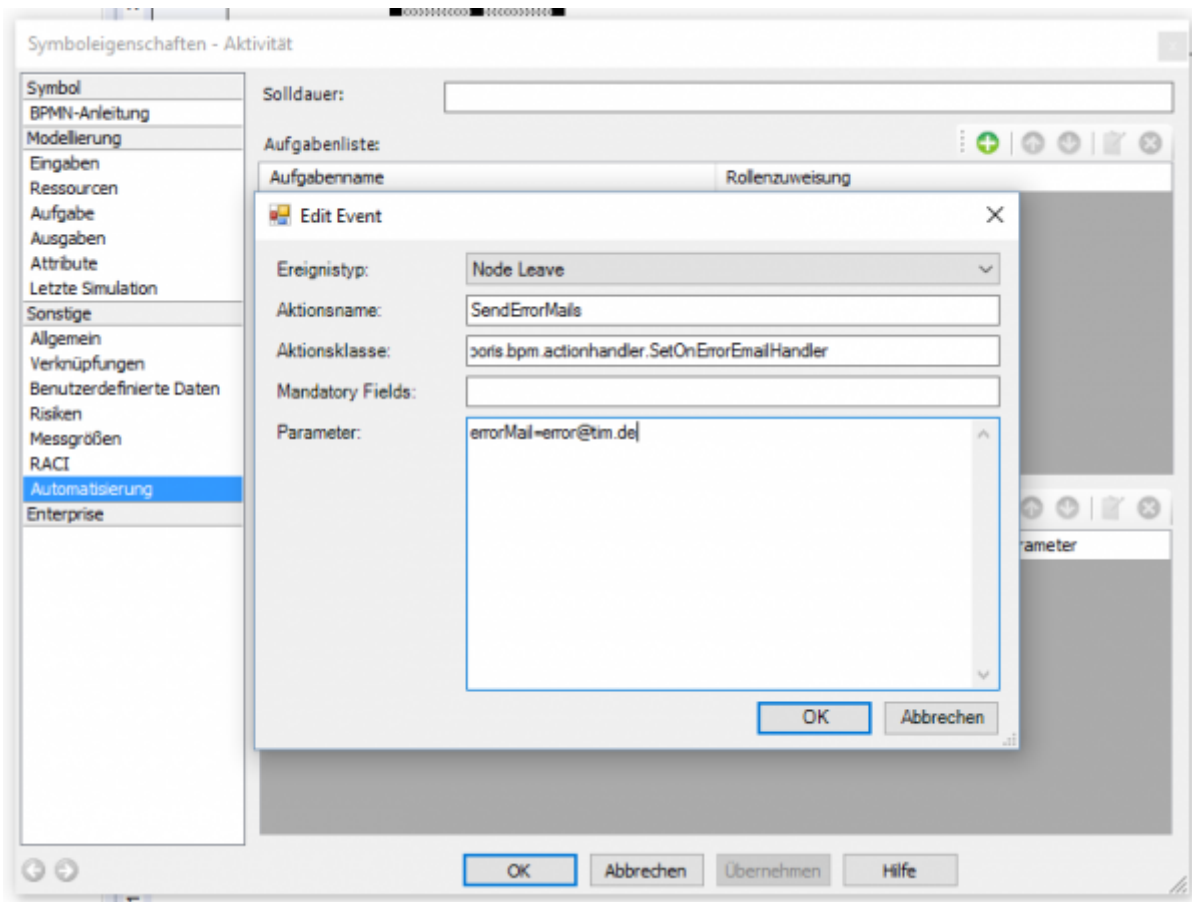 Symboleigenschaften - Aktivität
Symbol
BPMN-Anleitung
Modellierung
Eingaben
Ressourcen
Aufgabe
Ausgaben
Attribute
Letzte Simulation
Sonstige
Allgemein
Verknüpfungen
Benutzerdefinierte Daten
Risiken
Messgrößen
RACI
Automatisierung
Enterprise
Solldauer:
Aufgabenliste:
Aufgabenname Rollenzuweisung
Edit Event
Ereignistyp: Node Leave
Aktionsname: SendErrorMails
Aktionsklasse: boris.bpm.actionhandler.SetOnErrorEmailHandler
Mandatory Fields:
Parameter: errorMail=error@tim.de
OK Abbrechen
rameter
OK Abbrechen Übernehmen Hilfe